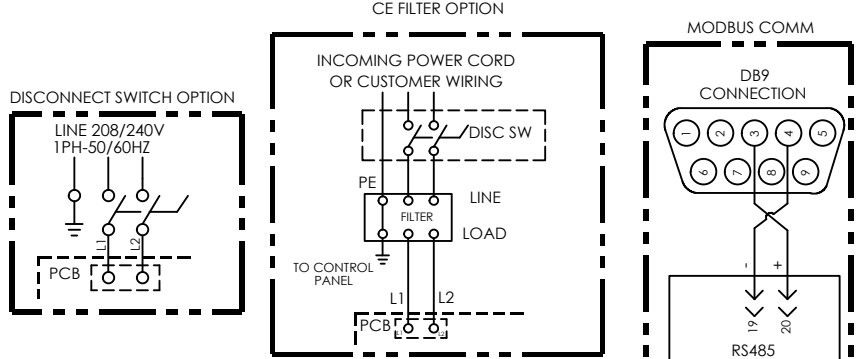 DISCONNECT SWITCH OPTION
LINE 208/240V
1PH-50/60HZ
L1
L2
PCB
CE FILTER OPTION
INCOMING POWER CORD
OR CUSTOMER WIRING
DISC SW
PE
LINE
FILTER
LOAD
TO CONTROL
PANEL
L1
L2
PCB
L1
L2
MODBUS COMM
DB9
CONNECTION
1
2
3
4
5
6
7
8
9
-
+
19
20
RS485